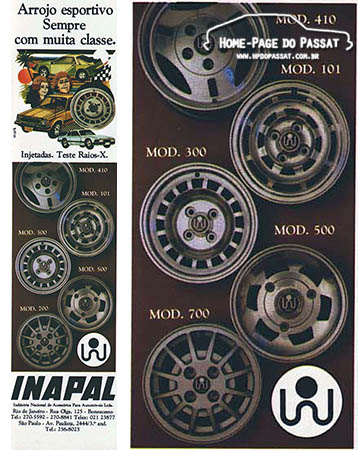 Arrojo esportivo
Sempre
com muita classe.
Injetadas. Teste Raios-X.
MOD. 410
MOD. 101
MOD. 300
MOD. 500
MOD. 700
INAPAL
Indústria Nacional de Acessórios Para Automóveis Ltda.
Rio de Janeiro - Rua Olga, 125 - Bonsucesso
Tel.: 270-5592 - 270-8841 Telex: 021 23877
São Paulo - Av. Paulista, 2444/3.º and.
Tel.: 256-8025
HOME-PAGE DO PASSAT
WWW.HPDOPASSAT.COM.BR
MOD. 410
MOD. 101
MOD. 300
MOD. 500
MOD. 700